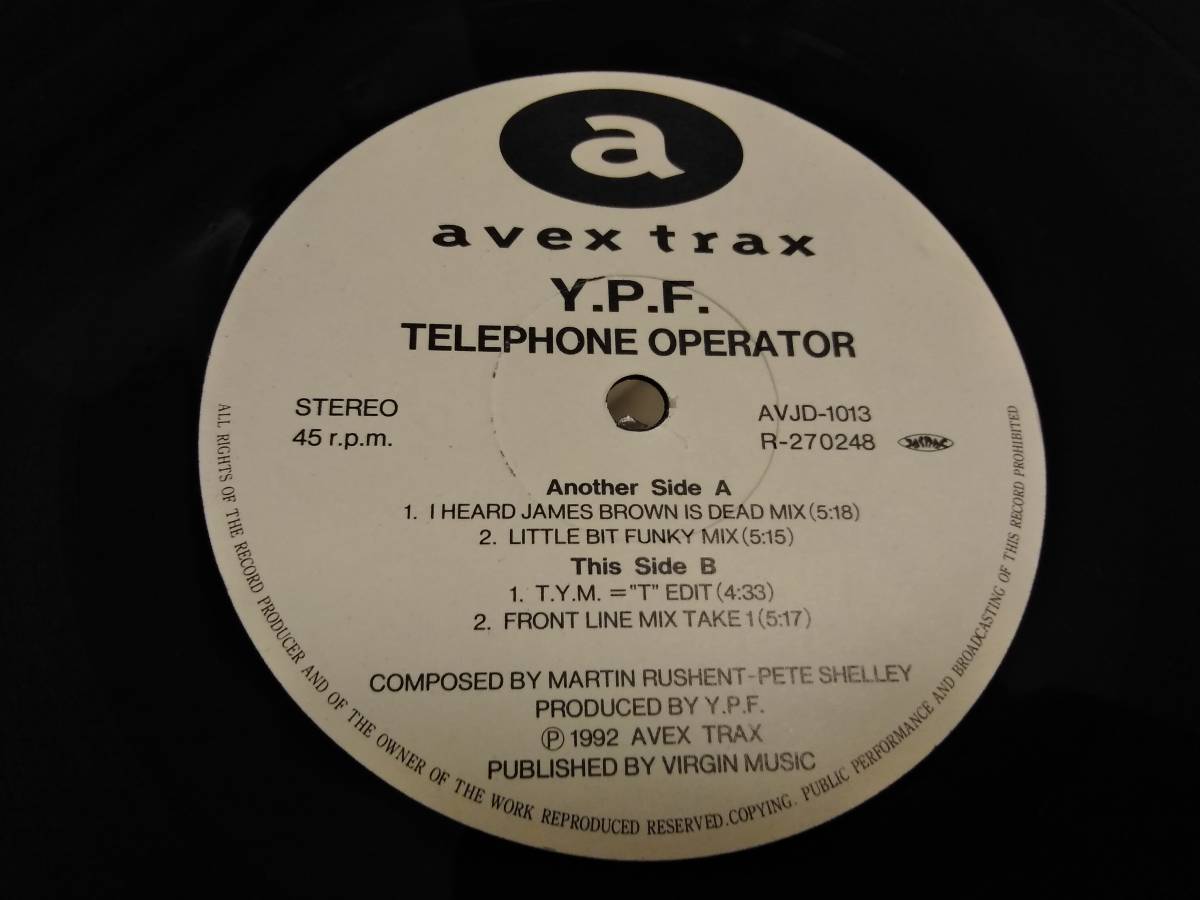 a
avex trax
Y.P.F.
TELEPHONE OPERATOR
STEREO
45 r.p.m.
AVJD-1013
R-270248
JASRAC
Another Side A
1. I HEARD JAMES BROWN IS DEAD MIX(5:18)
2. LITTLE BIT FUNKY MIX(5:15)
This Side B
1. T.Y.M. ="T" EDIT(4:33)
2. FRONT LINE MIX TAKE 1(5:17)
COMPOSED BY MARTIN RUSHENT-PETE SHELLEY
PRODUCED BY Y.P.F.
Ⓟ1992 AVEX TRAX
PUBLISHED BY VIRGIN MUSIC
ALL RIGHTS OF THE RECORD PRODUCER AND OF THE OWNER OF THE WORK REPRODUCED RESERVED.COPYING. PUBLIC PERFORMANCE AND BROADCASTING OF THIS RECORD PROHIBITED